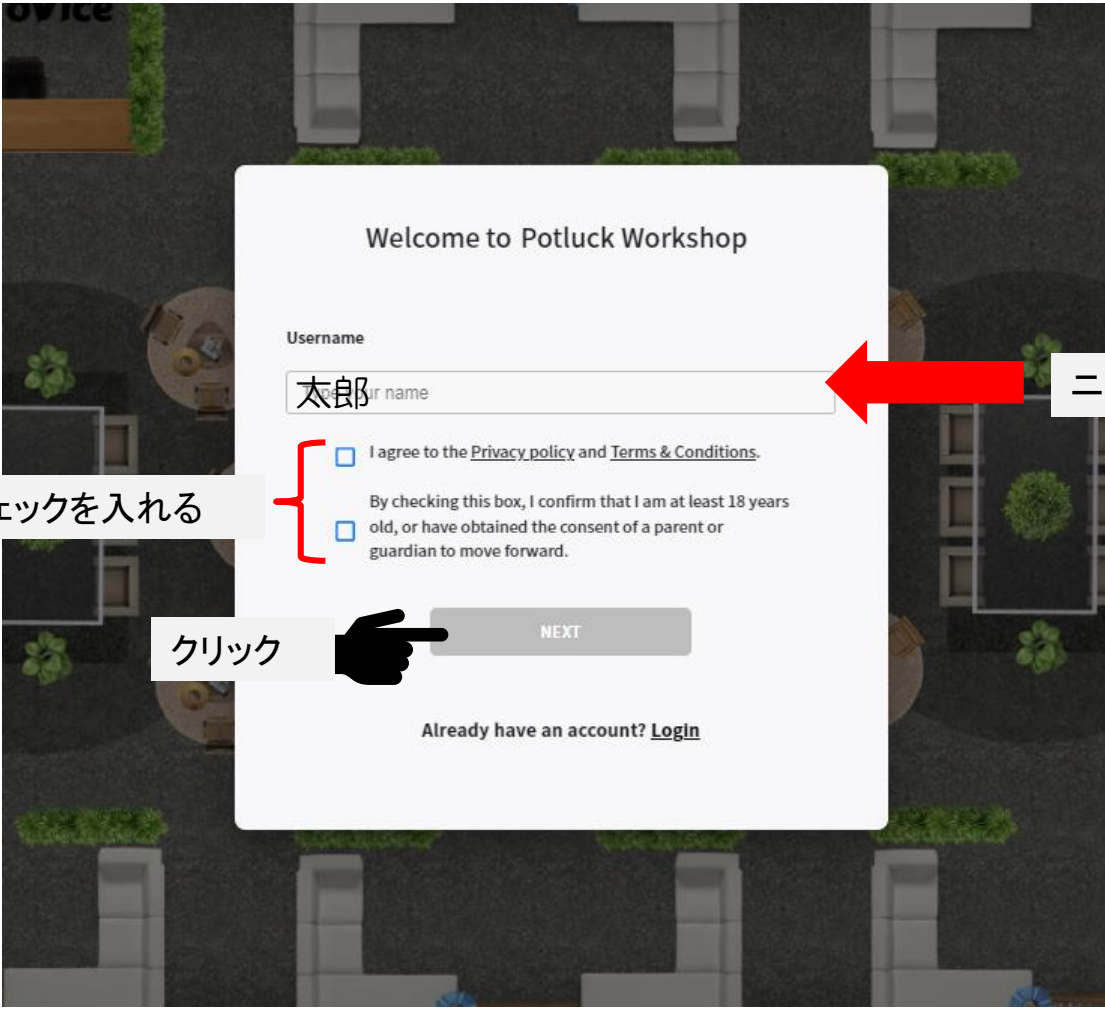 ovice
Welcome to Potluck Workshop
Username
太郎
Type your name
ニ
I agree to the Privacy policy and Terms & Conditions.
ェックを入れる
By checking this box, I confirm that I am at least 18 years
old, or have obtained the consent of a parent or
guardian to move forward.
クリック
NEXT
Already have an account? Login